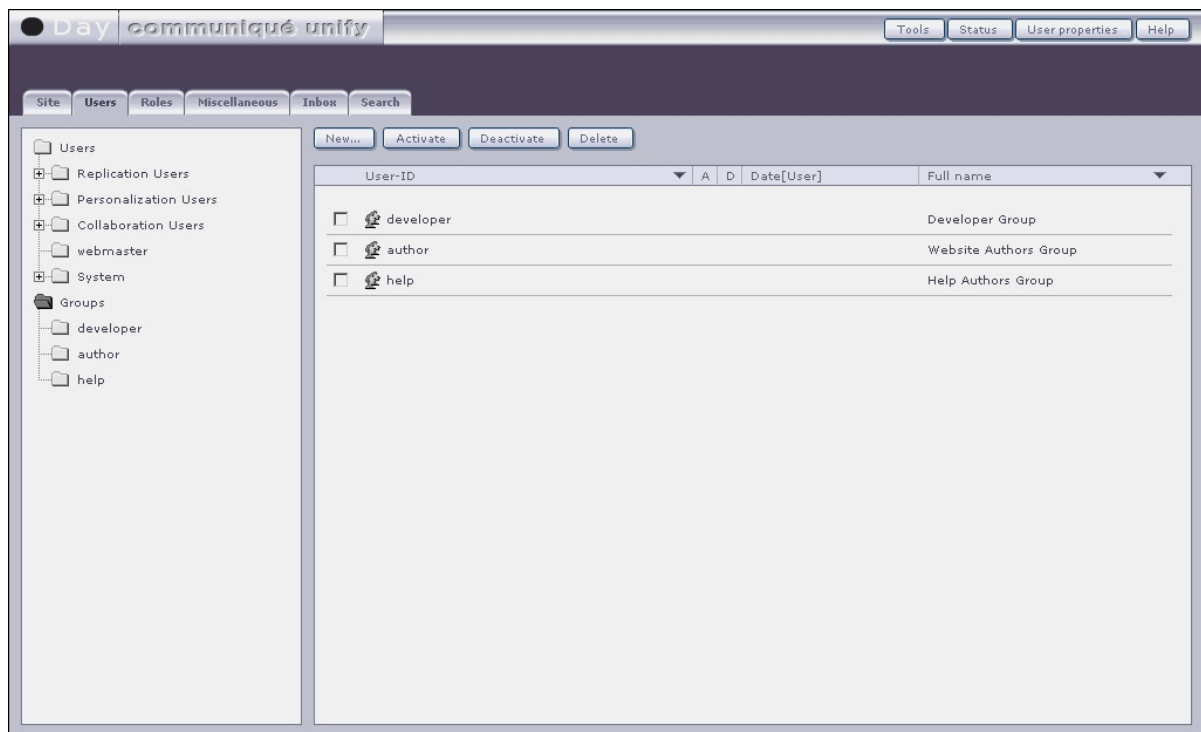 Day communiqué unify
Tools Status User properties Help
Site Users Roles Miscellaneous Inbox Search
New... Activate Deactivate Delete
Users
Replication Users
Personalization Users
Collaboration Users
webmaster
System
Groups
developer
author
help
User-ID A D Date[User] Full name
developer Developer Group
author Website Authors Group
help Help Authors Group